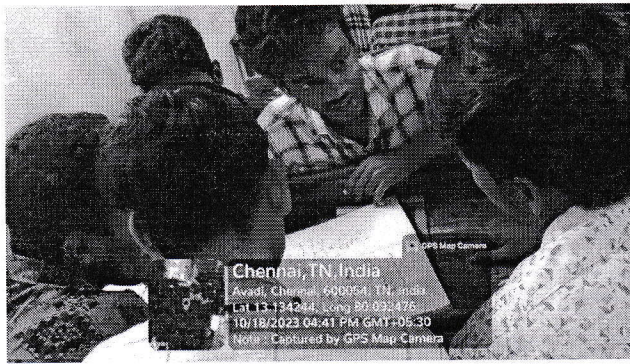 GPS Map Camera
Chennai, TN, India
Avadi, Chennai, 600054, TN, India
Lat 13.134244, Long 80.092476
10/18/2023 04:41 PM GMT+05:30
Note : Captured by GPS Map Camera